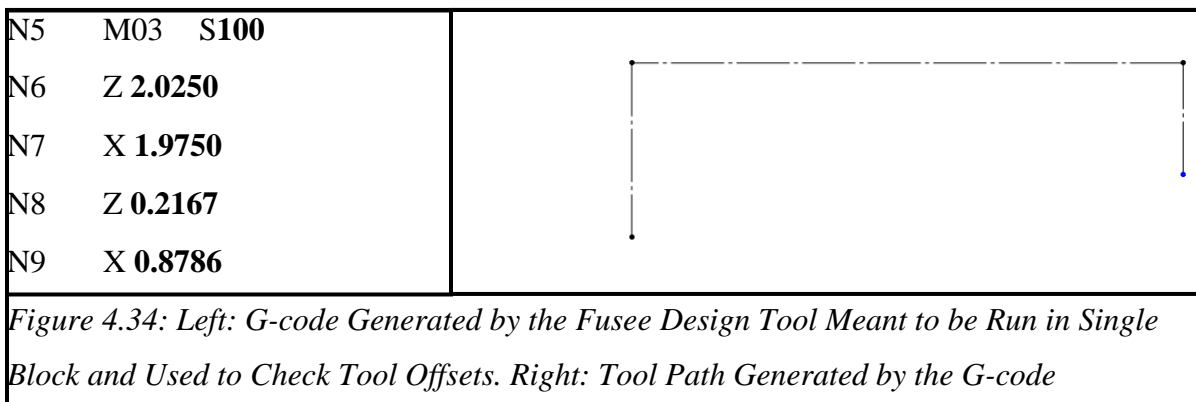 N5 M03 S100
N6 Z 2.0250
N7 X 1.9750
N8 Z 0.2167
N9 X 0.8786
Figure 4.34: Left: G-code Generated by the Fusee Design Tool Meant to be Run in Single
Block and Used to Check Tool Offsets. Right: Tool Path Generated by the G-code